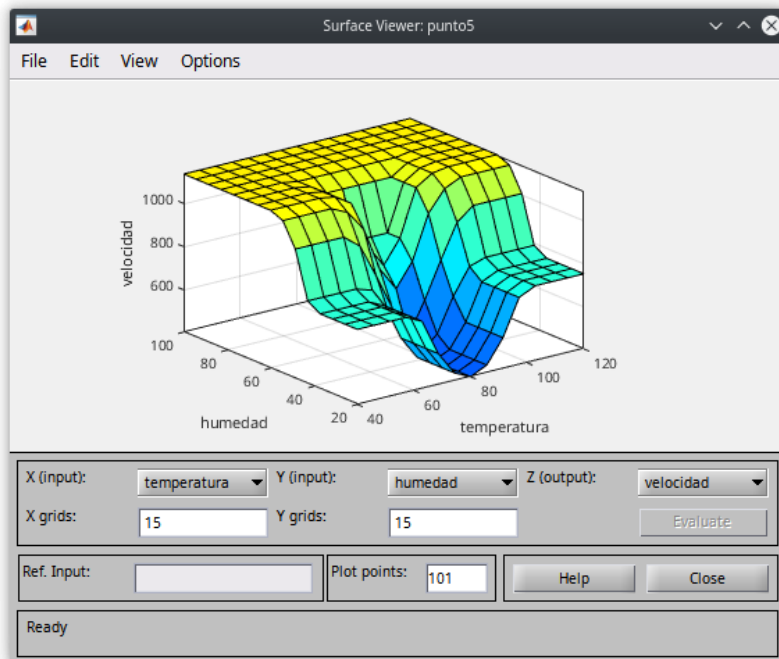 Surface Viewer: punto5
File Edit View Options
1000
800
600
velocidad
100
80
60
40
20
humedad
40
60
80
100
120
temperatura
X (input): temperatura Y (input): humedad Z (output): velocidad
X grids: 15 Y grids: 15 Evaluate
Ref. Input: Plot points: 101 Help Close
Ready